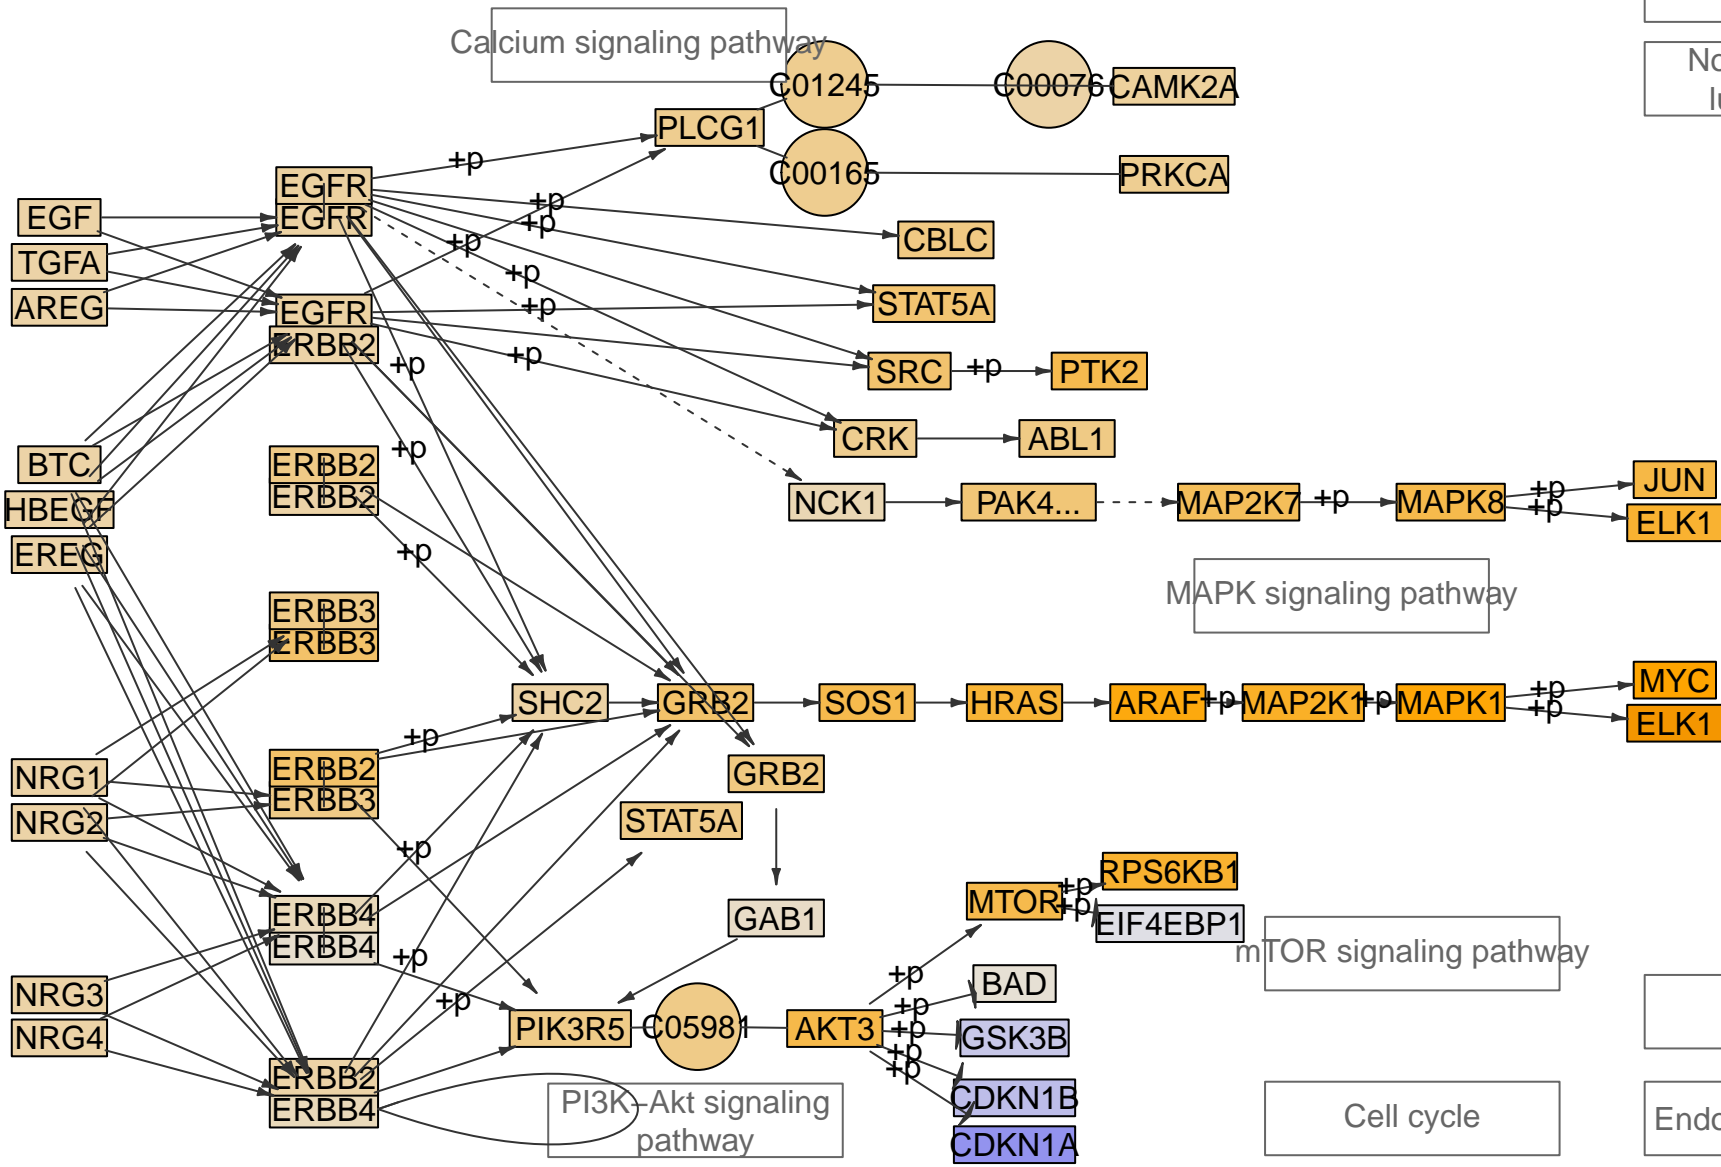 Calcium signaling pathway
C01245
C00076
CAMK2A
No
lu
PLCG1
C00165
PRKCA
+p
EGFR
EGFR
EGF
TGFA
AREG
+p
+p
+p
+p
+p
CBLC
STAT5A
EGFR
ERBB2
+p
+p
SRC
+p
PTK2
CRK
ABL1
BTC
HBEGF
EREG
ERBB2
ERBB2
+p
+p
NCK1
PAK4...
MAP2K7
+p
MAPK8
+p
+p
JUN
ELK1
MAPK signaling pathway
ERBB3
ERBB3
SHC2
GRB2
SOS1
HRAS
ARAF
+p
MAP2K1
+p
MAPK1
+p
+p
MYC
ELK1
NRG1
NRG2
ERBB2
ERBB3
+p
GRB2
STAT5A
+p
ERBB4
ERBB4
+p
GAB1
MTOR
+p
+p
RPS6KB1
EIF4EBP1
mTOR signaling pathway
NRG3
NRG4
+p
PIK3R5
C05981
AKT3
+p
+p
+p
+p
+p
BAD
GSK3B
CDKN1B
CDKN1A
ERBB2
ERBB4
PI3K−Akt signaling
pathway
Cell cycle
Endo